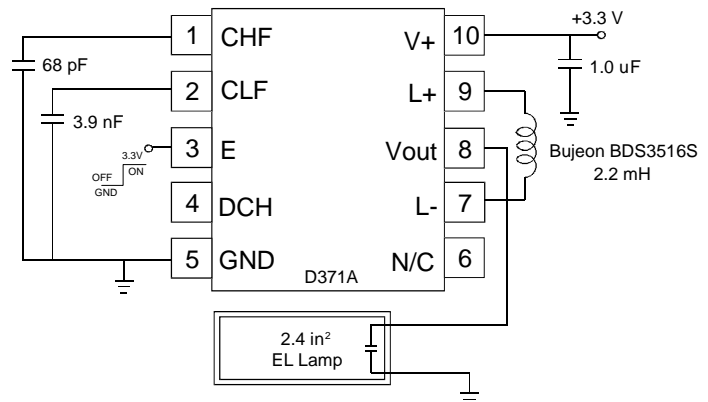 1 CHF
68 pF
2 CLF
3.9 nF
3 E
3.3V
OFF
ON
GND
4 DCH
5 GND
V+ 10
+3.3 V
1.0 uF
L+ 9
Vout 8
Bujeon BDS3516S
2.2 mH
L- 7
N/C 6
D371A
2.4 in²
EL Lamp